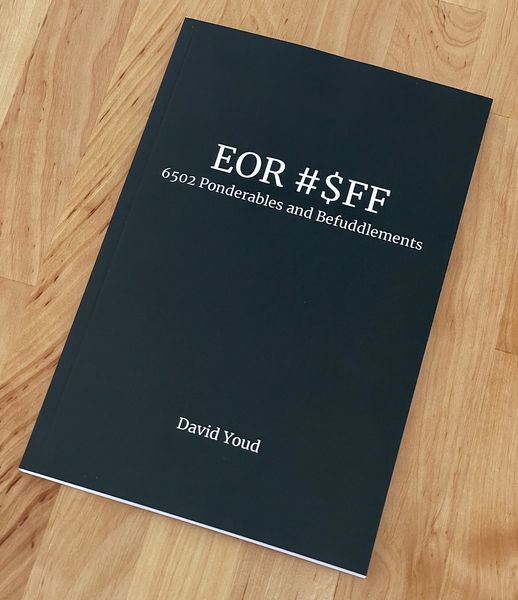 EOR #$FF
6502 Ponderables and Befuddlements
David Youd